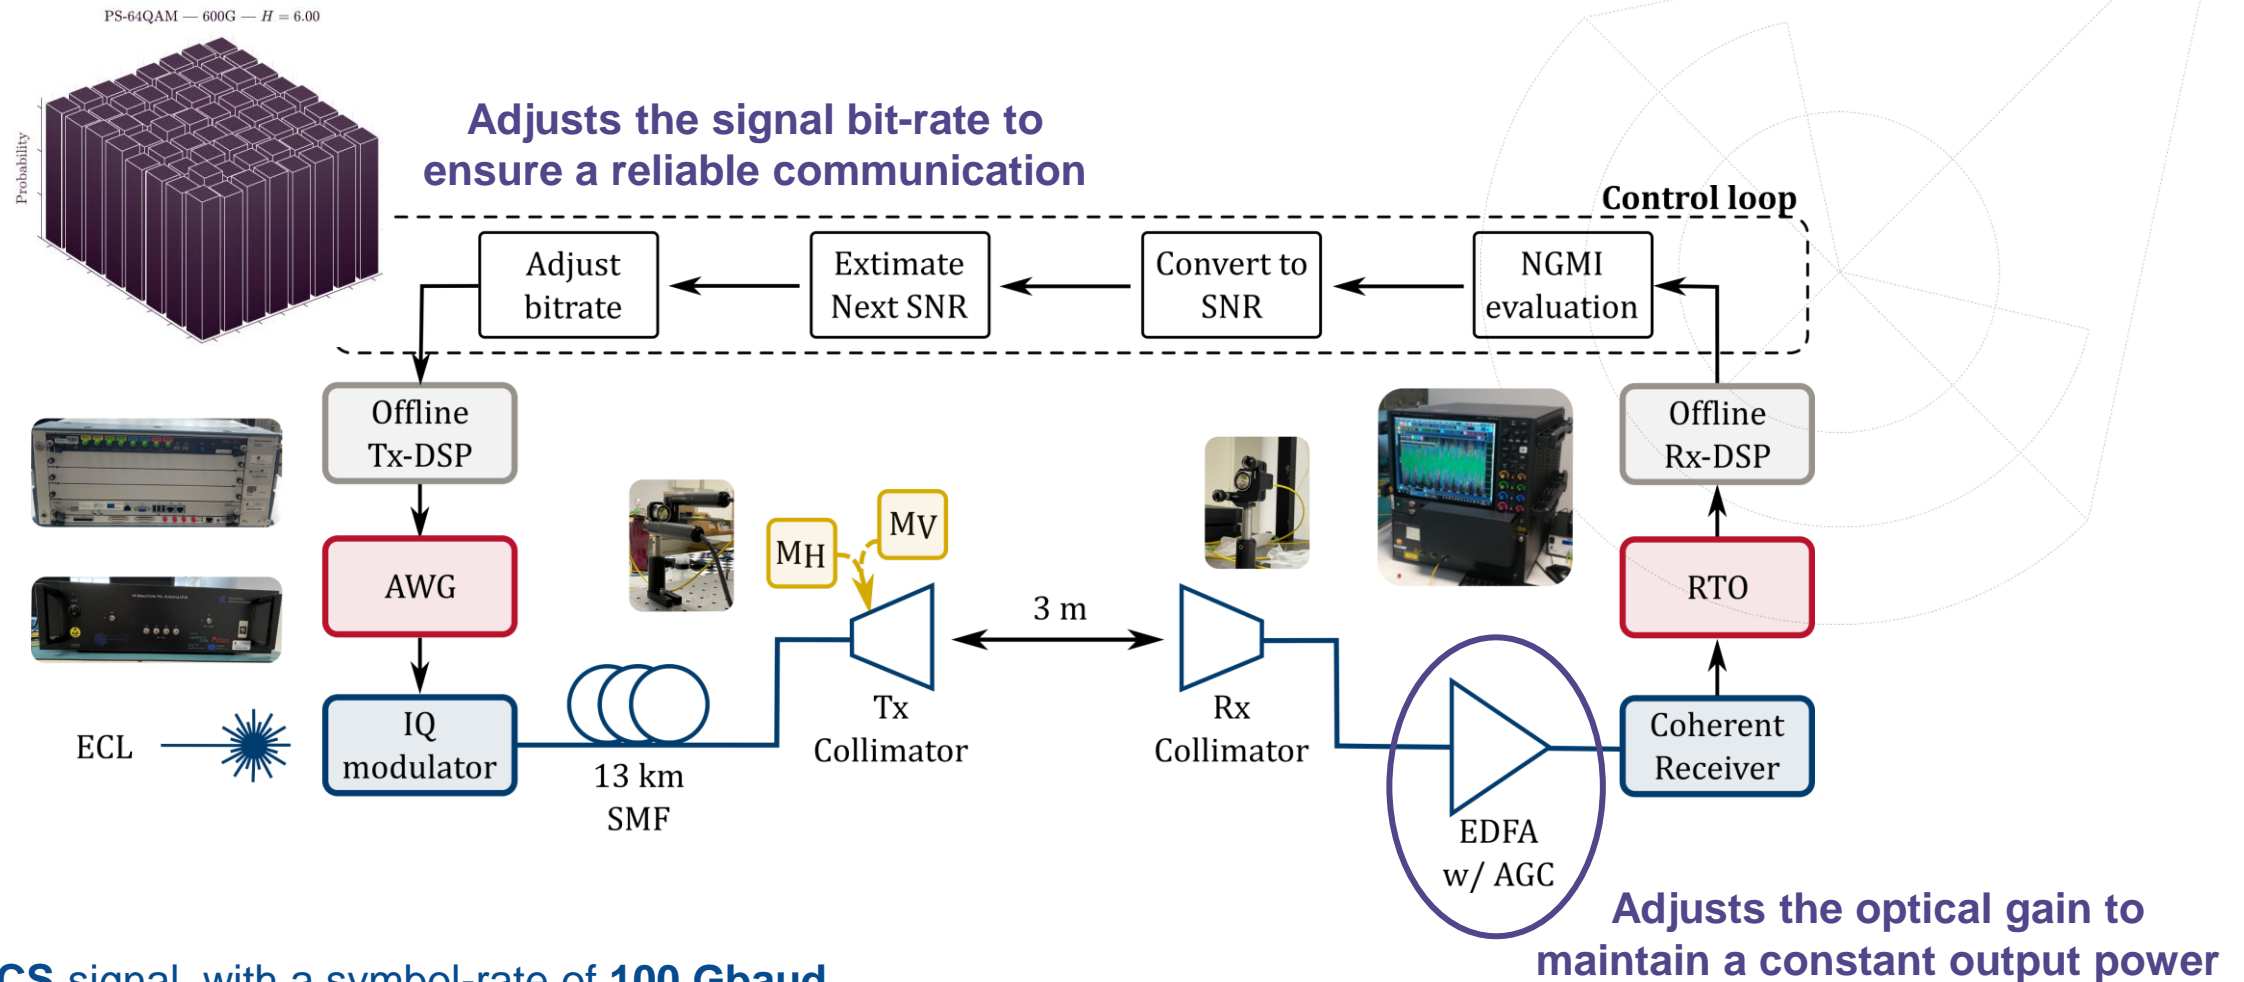 PS-64QAM — 600G — H = 6.00
Probability
Adjusts the signal bit-rate to
ensure a reliable communication
Control loop
Adjust
bitrate
Extimate
Next SNR
Convert to
SNR
NGMI
evaluation
Offline
Tx-DSP
Offline
Rx-DSP
AWG
MH
MV
3 m
RTO
ECL
IQ
modulator
13 km
SMF
Tx
Collimator
Rx
Collimator
EDFA
w/ AGC
Coherent
Receiver
Adjusts the optical gain to
maintain a constant output power
CS signal, with a symbol-rate of 100 Gbaud